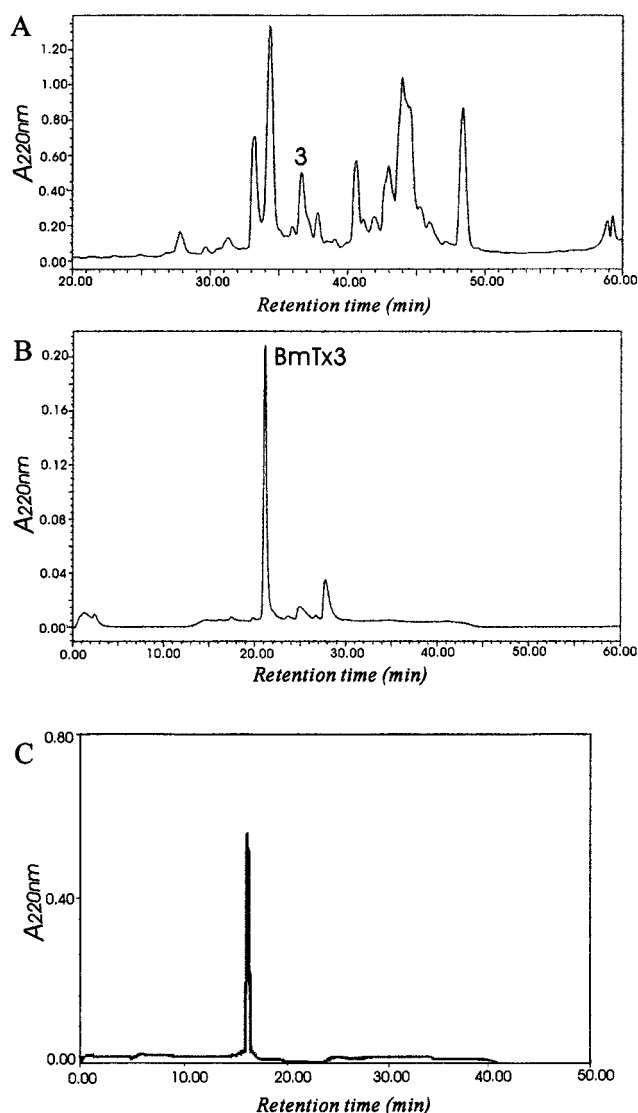 A
A220nm
1.20
1.00
0.80
0.60
0.40
0.20
0.00
3
20.00 30.00 40.00 50.00 60.00
Retention time (min)
B
A220nm
0.20
0.16
0.12
0.08
0.04
0.00
BmTx3
0.00 10.00 20.00 30.00 40.00 50.00 60.00
Retention time (min)
C
A220nm
0.80
0.40
0.00
0.00 10.00 20.00 30.00 40.00 50.00
Retention time (min)